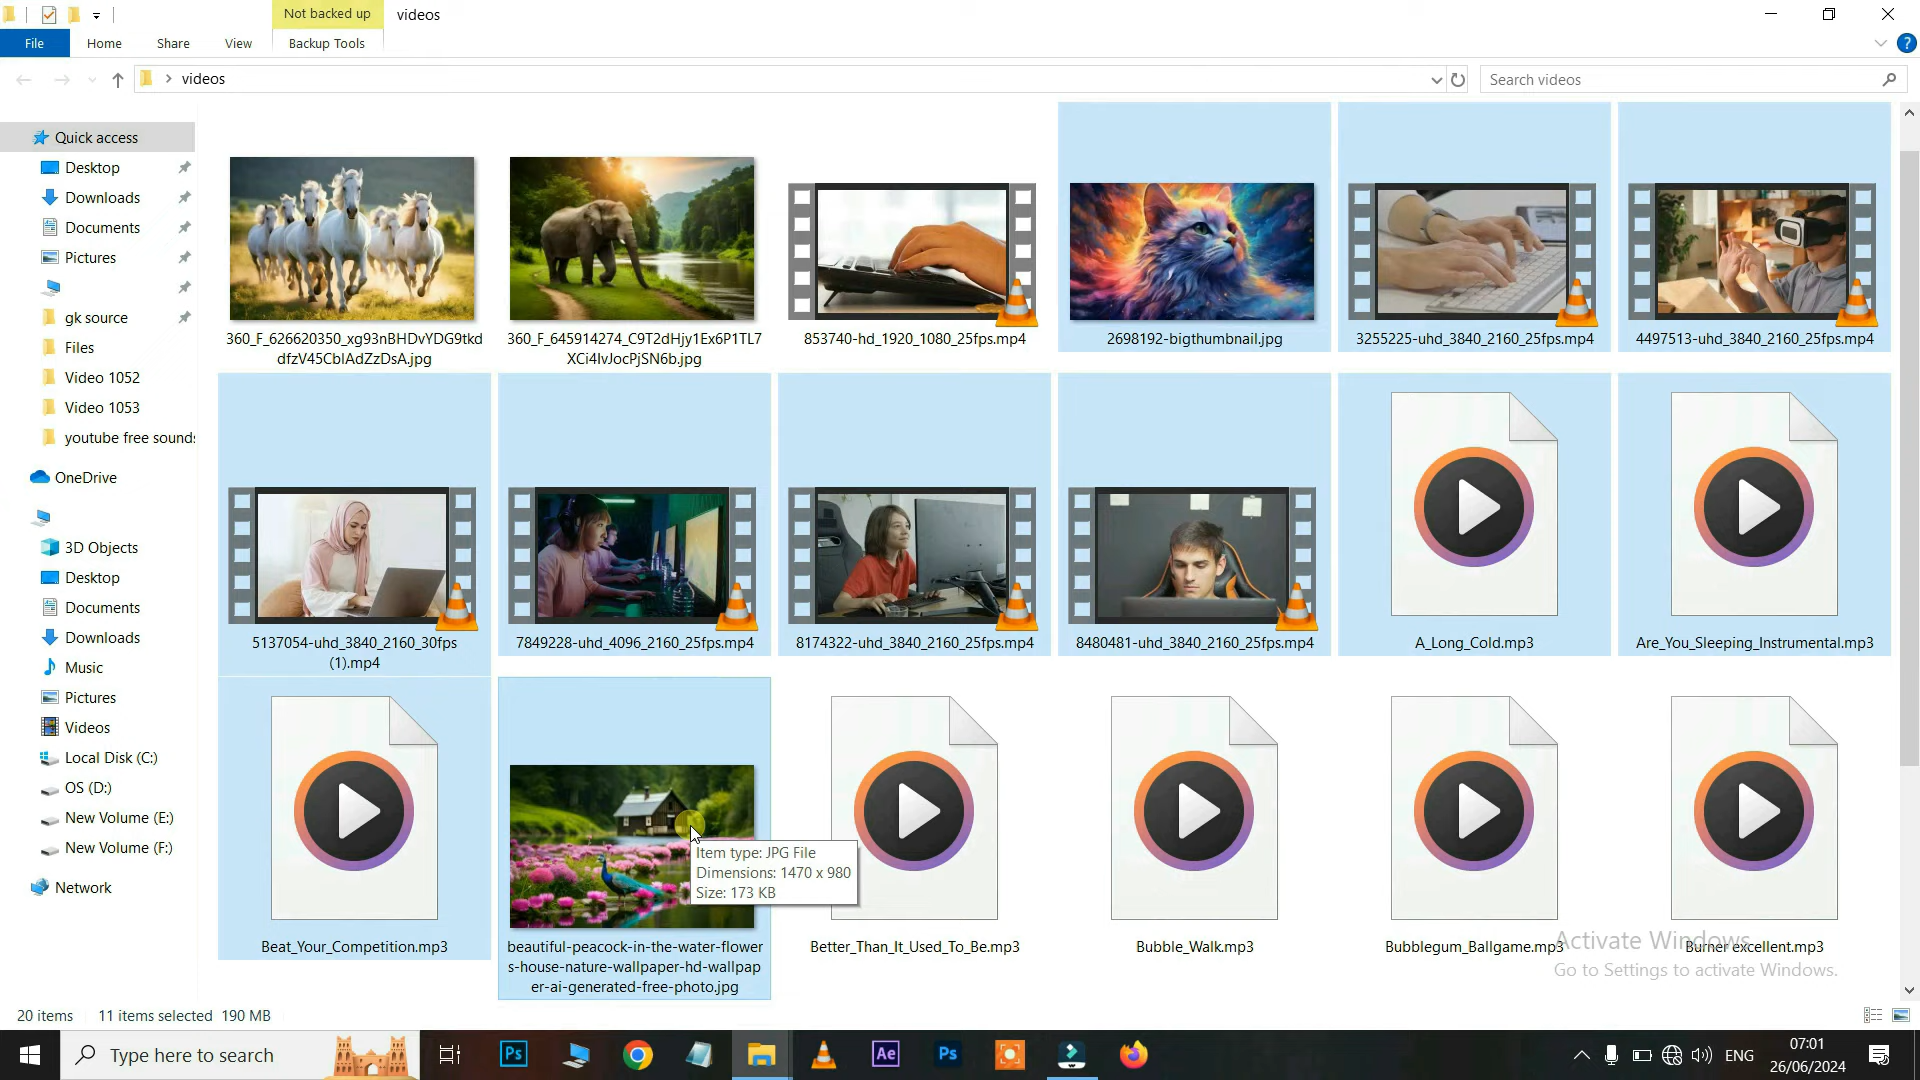 Not backed up
videos
File
Home
Share
View
Backup Tools
videos
Search videos
Quick access
Desktop
Downloads
Documents
Pictures
gk source
Files
Video 1052
Video 1053
youtube free sound
OneDrive
3D Objects
Desktop
Documents
Downloads
Music
Pictures
Videos
Local Disk (C:)
OS (D:)
New Volume (E:)
New Volume (F:)
Network
360_F_626620350_xg93nBHDvYDG9tkd
dfzV45CbIAdZzDsA.jpg
360_F_645914274_C9T2dHjy1Ex6P1TL7
XCi4IvJocPjSN6b.jpg
853740-hd_1920_1080_25fps.mp4
2698192-bigthumbnail.jpg
3255225-uhd_3840_2160_25fps.mp4
4497513-uhd_3840_2160_25fps.mp4
5137054-uhd_3840_2160_30fps
(1).mp4
7849228-uhd_4096_2160_25fps.mp4
8174322-uhd_3840_2160_25fps.mp4
8480481-uhd_3840_2160_25fps.mp4
A_Long_Cold.mp3
Are_You_Sleeping_Instrumental.mp3
Beat_Your_Competition.mp3
beautiful-peacock-in-the-water-flower
s-house-nature-wallpaper-hd-wallpap
er-ai-generated-free-photo.jpg
Item type: JPG File
Dimensions: 1470 x 980
Size: 173 KB
Better_Than_It_Used_To_Be.mp3
Bubble_Walk.mp3
Bubblegum_Ballgame.mp3
Burner excellent.mp3
Activate Windows
Go to Settings to activate Windows.
20 items
11 items selected 190 MB
Type here to search
Ps
Ae
Ps
ENG
07:01
26/06/2024